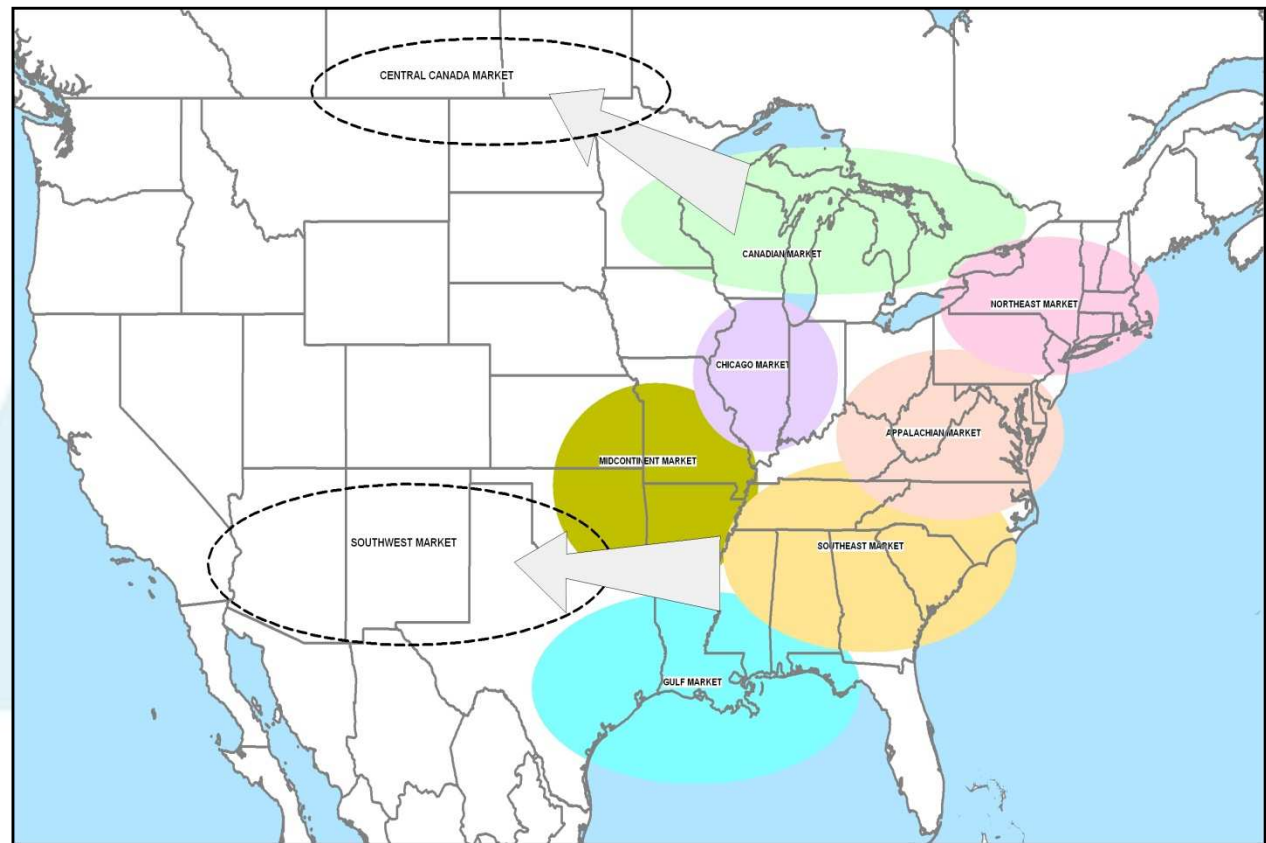 CENTRAL CANADA MARKET
CANADIAN MARKET
NORTHEAST MARKET
CHICAGO MARKET
APPALACHIAN MARKET
MIDCONTINENT MARKET
SOUTHWEST MARKET
SOUTHEAST MARKET
GULF MARKET